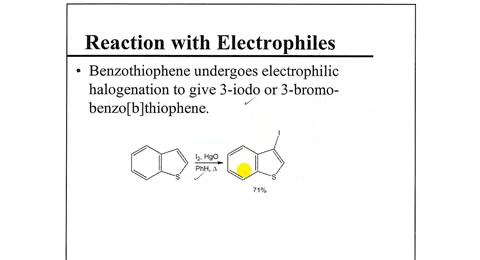 Reaction with Electrophiles
• Benzothiophene undergoes electrophilic
halogenation to give 3-iodo or 3-bromo-
benzo[b]thiophene.
I
I2, HgO
PhH, Δ
S
S
71%